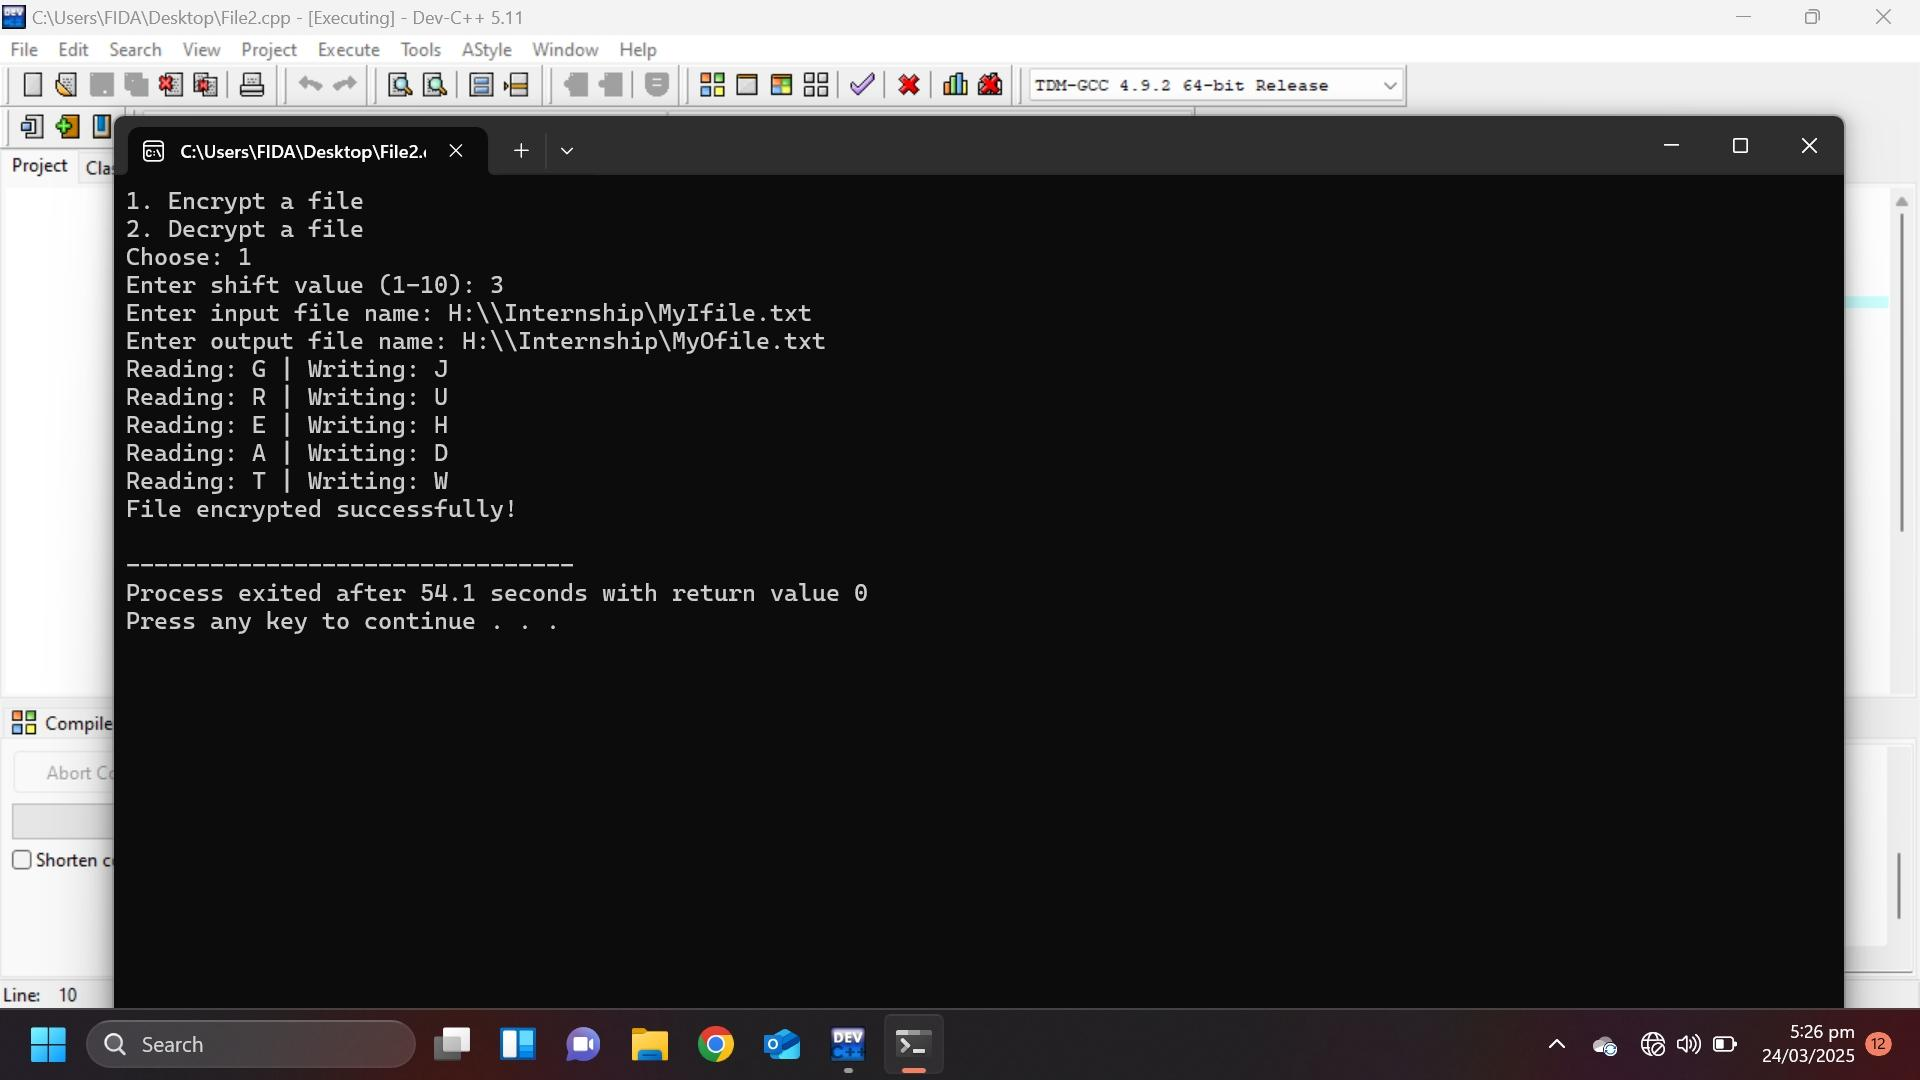 C:\Users\FIDA\Desktop\File2.cpp - [Executing] - Dev-C++ 5.11
File Edit Search View Project Execute Tools AStyle Window Help
TDM-GCC 4.9.2 64-bit Release
C:\Users\FIDA\Desktop\File2.
Project
1. Encrypt a file
2. Decrypt a file
Choose: 1
Enter shift value (1-10): 3
Enter input file name: H:\\Internship\MyIfile.txt
Enter output file name: H:\\Internship\MyOfile.txt
Reading: G | Writing: J
Reading: R | Writing: U
Reading: E | Writing: H
Reading: A | Writing: D
Reading: T | Writing: W
File encrypted successfully!
--------------------------------
Process exited after 54.1 seconds with return value 0
Press any key to continue . . .
Compile
Abort
Shorten
Line: 10
Search
DEV C++
5:26 pm
24/03/2025
12